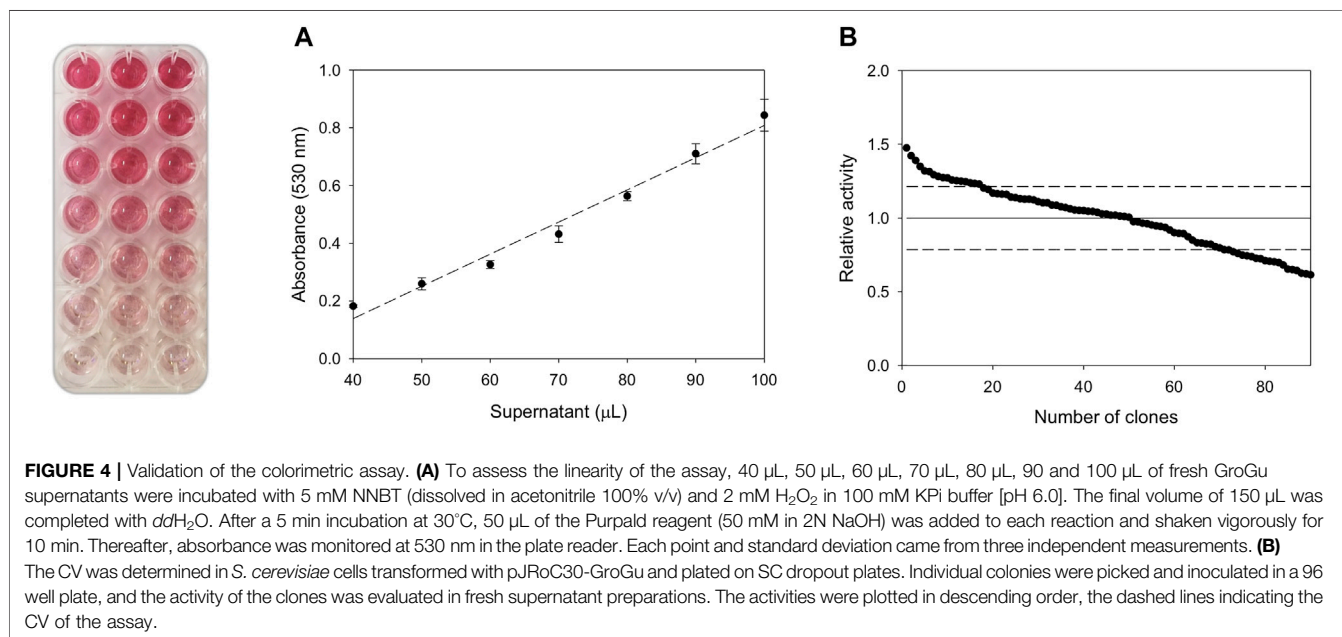 A
B
1.0
0.8
0.6
0.4
0.2
0.0
Absorbance (530 nm)
40 50 60 70 80 90 100
Supernatant (µL)
2.0
1.5
1.0
0.5
0.0
Relative activity
0 20 40 60 80
Number of clones
FIGURE 4 | Validation of the colorimetric assay. (A) To assess the linearity of the assay, 40 µL, 50 µL, 60 µL, 70 µL, 80 µL, 90 and 100 µL of fresh GroGu
supernatants were incubated with 5 mM NNBT (dissolved in acetonitrile 100% v/v) and 2 mM H₂O₂ in 100 mM KPi buffer [pH 6.0]. The final volume of 150 µL was
completed with ddH₂O. After a 5 min incubation at 30°C, 50 µL of the Purpald reagent (50 mM in 2N NaOH) was added to each reaction and shaken vigorously for
10 min. Thereafter, absorbance was monitored at 530 nm in the plate reader. Each point and standard deviation came from three independent measurements. (B)
The CV was determined in S. cerevisiae cells transformed with pJRoC30-GroGu and plated on SC dropout plates. Individual colonies were picked and inoculated in a 96
well plate, and the activity of the clones was evaluated in fresh supernatant preparations. The activities were plotted in descending order, the dashed lines indicating the
CV of the assay.